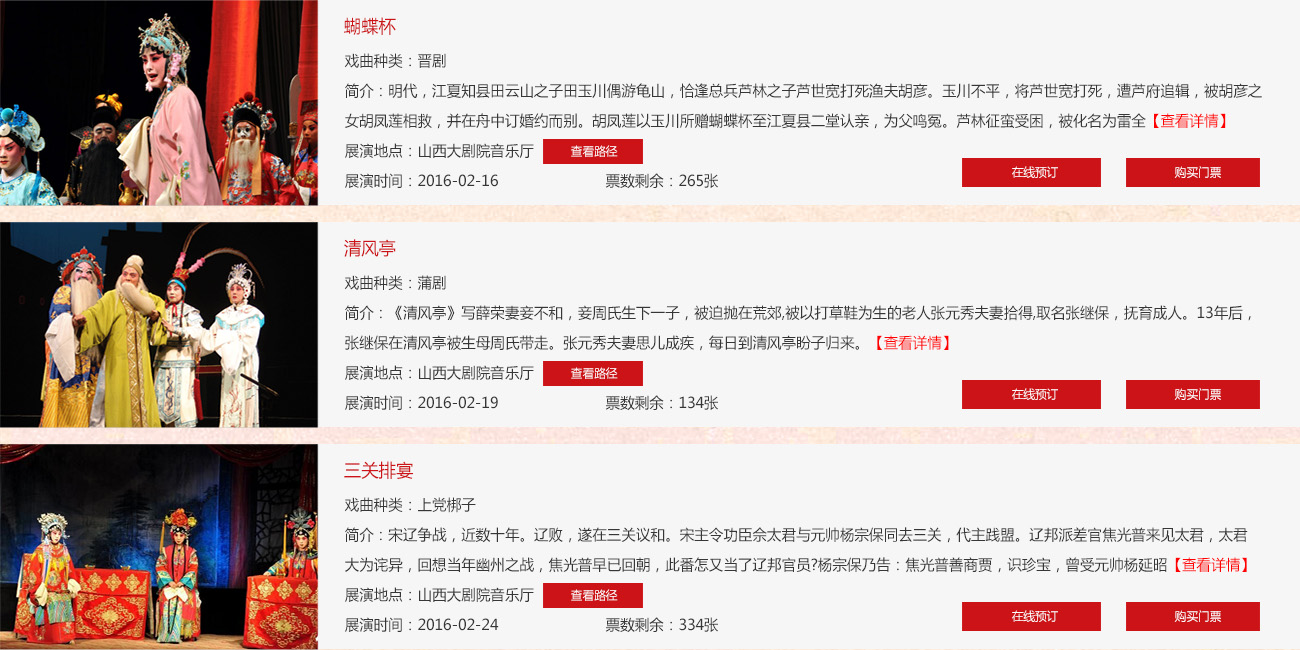 蝴蝶杯
戏曲种类：晋剧
简介：明代，江夏知县田云山之子田玉川偶游龟山，恰逢总兵芦林之子芦世宽打死渔夫胡彦。玉川不平，将芦世宽打死，遭芦府追辑，被胡彦之
女胡凤莲相救，并在舟中订婚约而别。胡凤莲以玉川所赠蝴蝶杯至江夏县二堂认亲，为父鸣冤。芦林征蛮受困，被化名为雷全【查看详情】
展演地点：山西大剧院音乐厅 查看路径
展演时间：2016-02-16 票数剩余：265张 在线预订 购买门票
清风亭
戏曲种类：蒲剧
简介：《清风亭》写薛荣妻妾不和，妾周氏生下一子，被迫抛在荒郊,被以打草鞋为生的老人张元秀夫妻拾得,取名张继保，抚育成人。13年后，
张继保在清风亭被生母周氏带走。张元秀夫妻思儿成疾，每日到清风亭盼子归来。【查看详情】
展演地点：山西大剧院音乐厅 查看路径
展演时间：2016-02-19 票数剩余：134张 在线预订 购买门票
三关排宴
戏曲种类：上党梆子
简介：宋辽争战，近数十年。辽败，遂在三关议和。宋主令功臣佘太君与元帅杨宗保同去三关，代主践盟。辽邦派差官焦光普来见太君，太君
大为诧异，回想当年幽州之战，焦光普早已回朝，此番怎又当了辽邦官员?杨宗保乃告：焦光普善商贾，识珍宝，曾受元帅杨延昭【查看详情】
展演地点：山西大剧院音乐厅 查看路径
展演时间：2016-02-24 票数剩余：334张 在线预订 购买门票